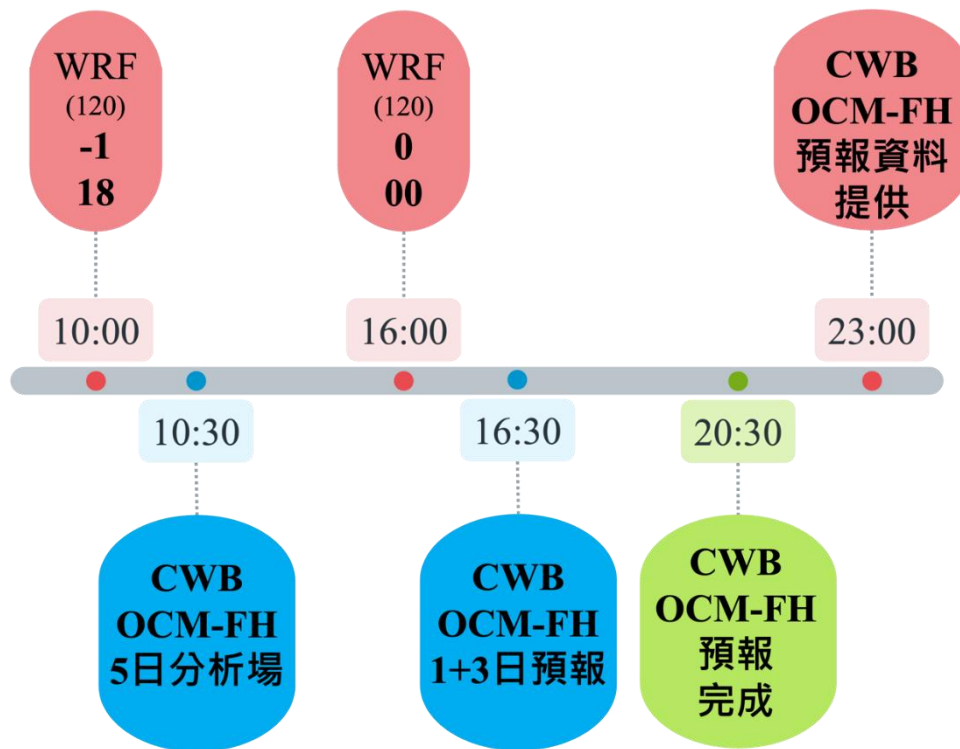 WRF
(120)
-1
18
WRF
(120)
0
00
CWB
OCM-FH
預報資料
提供
10:00
16:00
23:00
10:30
16:30
20:30
CWB
OCM-FH
5日分析場
CWB
OCM-FH
1+3日預報
CWB
OCM-FH
預報
完成